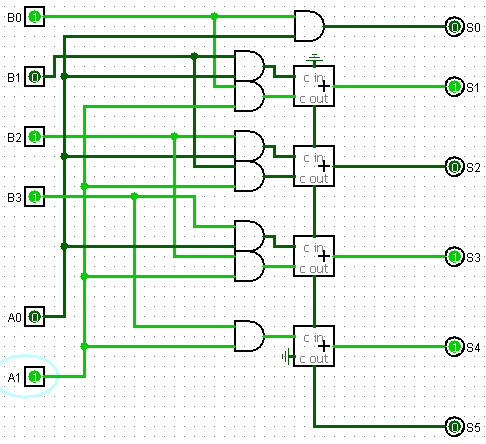 B0 1 S0 0
B1 0 c in + c out S1 1
B2 1 c in + c out S2 0
B3 1 c in + c out S3 1
A0 0 c in + c out S4 1
A1 1
S5 0